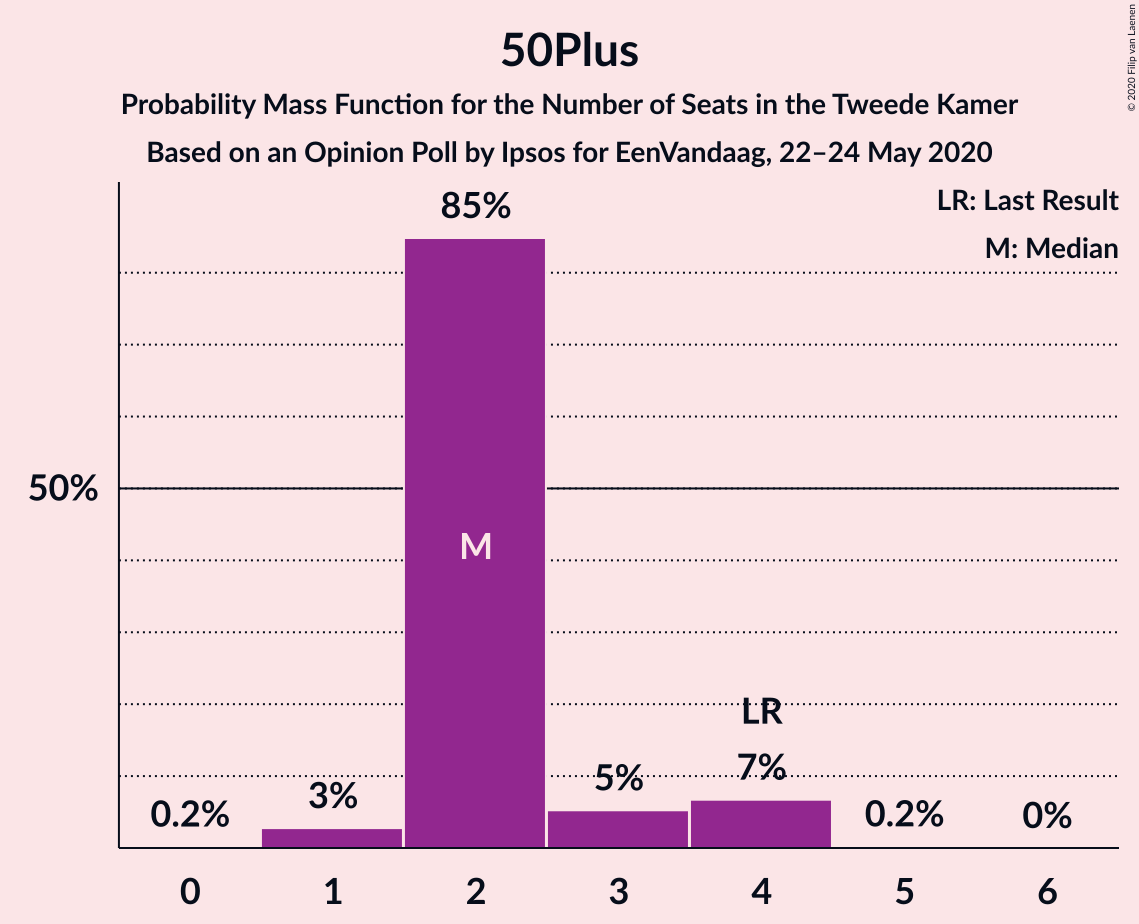 50Plus
Probability Mass Function for the Number of Seats in the Tweede Kamer
Based on an Opinion Poll by Ipsos for EenVandaag, 22–24 May 2020
© 2020 Filip van Laenen
LR: Last Result
M: Median
85%
50%
M
LR
0.2%
3%
5%
7%
0.2%
0%
0 1 2 3 4 5 6